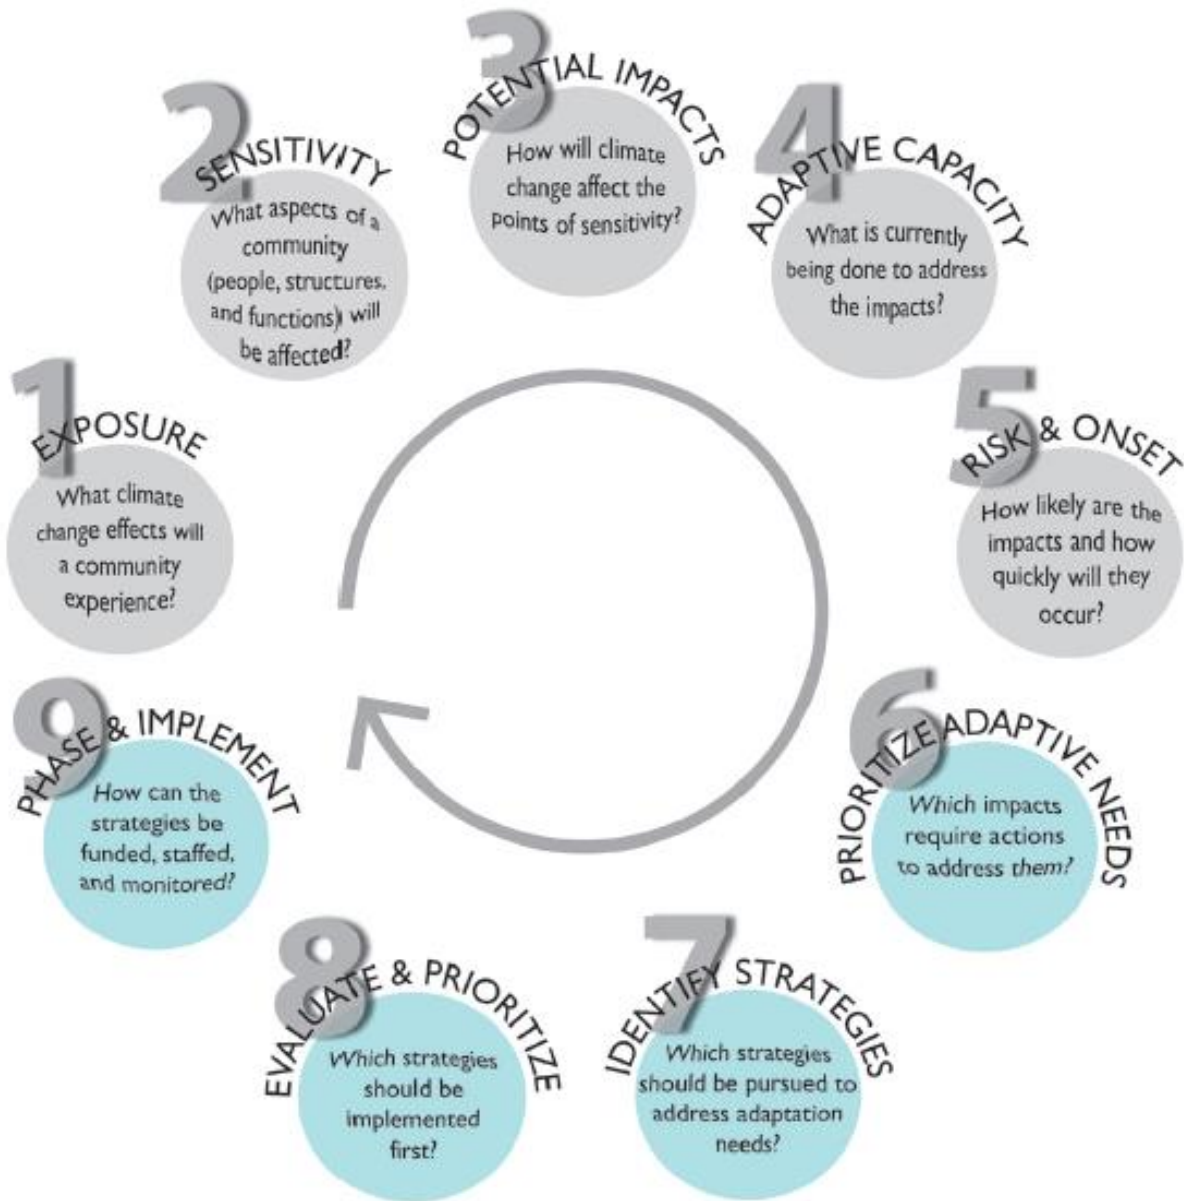 1
EXPOSURE
What climate
change effects will
a community
experience?
2
SENSITIVITY
What aspects of a
community
(people, structures,
and functions) will
be affected?
3
POTENTIAL IMPACTS
How will climate
change affect the
points of sensitivity?
4
ADAPTIVE CAPACITY
What is currently
being done to address
the impacts?
5
RISK & ONSET
How likely are the
impacts and how
quickly will they
occur?
6
PRIORITIZE ADAPTIVE NEEDS
Which impacts
require actions
to address them?
7
IDENTIFY STRATEGIES
Which strategies
should be pursued to
address adaptation
needs?
8
EVALUATE & PRIORITIZE
Which strategies
should be
implemented
first?
9
PHASE & IMPLEMENT
How can the
strategies be
funded, staffed,
and monitored?